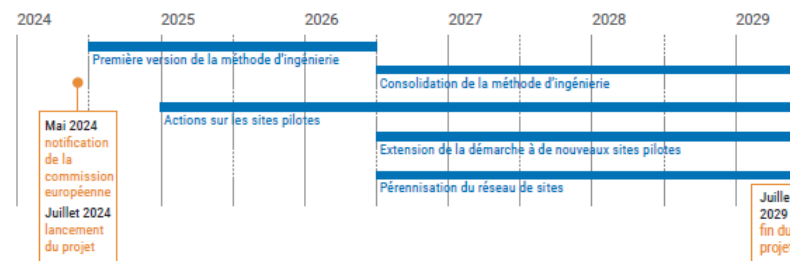 2024 2025 2026 2027 2028 2029
Première version de la méthode d'ingénierie
Consolidation de la méthode d'ingénierie
Actions sur les sites pilotes
Extension de la démarche à de nouveaux sites pilotes
Pérennisation du réseau de sites
Mai 2024
notification
de la
commission
européenne
Juillet 2024
lancement
du projet
Juille
2029
fin du
proje